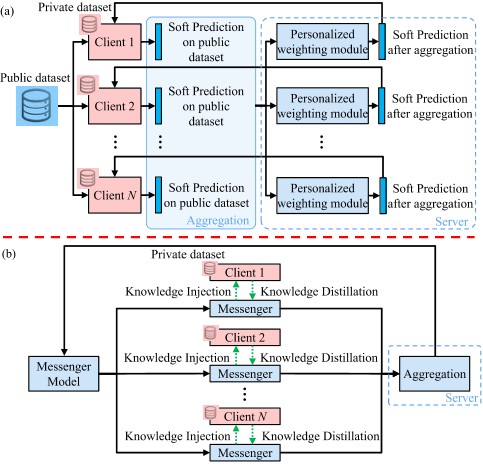 (a)
Private dataset
Public dataset
Client 1
Soft Prediction
on public
dataset
Personalized
weighting module
Soft Prediction
after aggregation
Client 2
Soft Prediction
on public
dataset
Personalized
weighting module
Soft Prediction
after aggregation
Client N
Soft Prediction
on public dataset
Personalized
weighting module
Soft Prediction
after aggregation
Aggregation
Server
(b)
Private dataset
Client 1
Knowledge Injection
Knowledge Distillation
Messenger
Client 2
Knowledge Injection
Knowledge Distillation
Messenger
Messenger
Model
Aggregation
Server
Client N
Knowledge Injection
Knowledge Distillation
Messenger